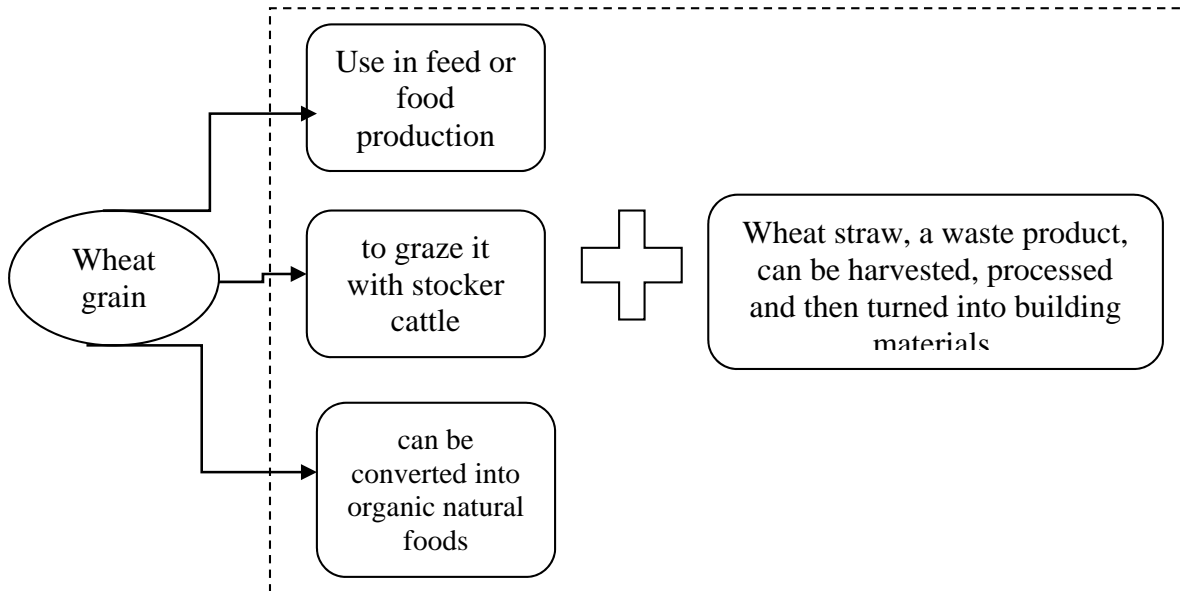 Use in feed or
food
production
Wheat
grain
to graze it
with stocker
cattle
Wheat straw, a waste product,
can be harvested, processed
and then turned into building
materials
can be
converted into
organic natural
foods